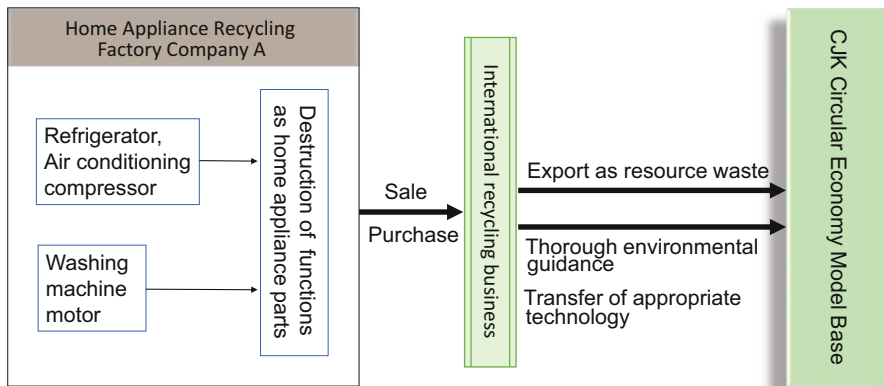 Home Appliance Recycling
Factory Company A
Refrigerator,
Air conditioning
compressor
Washing
machine
motor
Destruction of functions
as home appliance parts
Sale
Purchase
International recycling business
Export as resource waste
Thorough environmental
guidance
Transfer of appropriate
technology
CJK Circular Economy Model Base